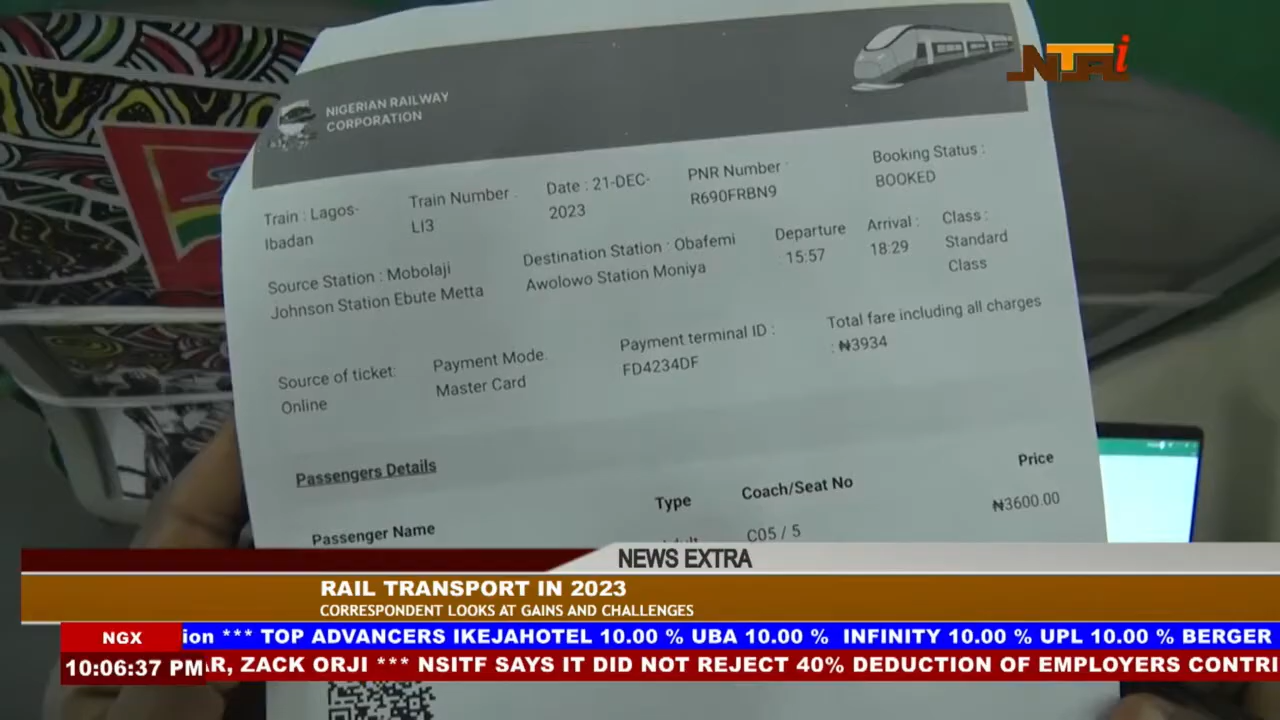 NTAi
NIGERIAN RAILWAY
CORPORATION
Train : Lagos-
Ibadan
Train Number :
LI3
Date : 21-DEC-
2023
PNR Number :
R690FRBN9
Booking Status :
BOOKED
Source Station : Mobolaji
Johnson Station Ebute Metta
Destination Station : Obafemi
Awolowo Station Moniya
Departure
: 15:57
Arrival :
18:29
Class :
Standard
Class
Source of ticket:
Online
Payment Mode.
Master Card
Payment terminal ID :
FD4234DF
Total fare including all charges
: ₦3934
Passengers Details
Passenger Name
Type
Coach/Seat No
C05 / 5
Price
₦3600.00
NEWS EXTRA
RAIL TRANSPORT IN 2023
CORRESPONDENT LOOKS AT GAINS AND CHALLENGES
NGX
ion *** TOP ADVANCERS IKEJAHOTEL 10.00 % UBA 10.00 % INFINITY 10.00 % UPL 10.00 % BERGER
10:06:37 PM
R, ZACK ORJI *** NSITF SAYS IT DID NOT REJECT 40% DEDUCTION OF EMPLOYERS CONTRI